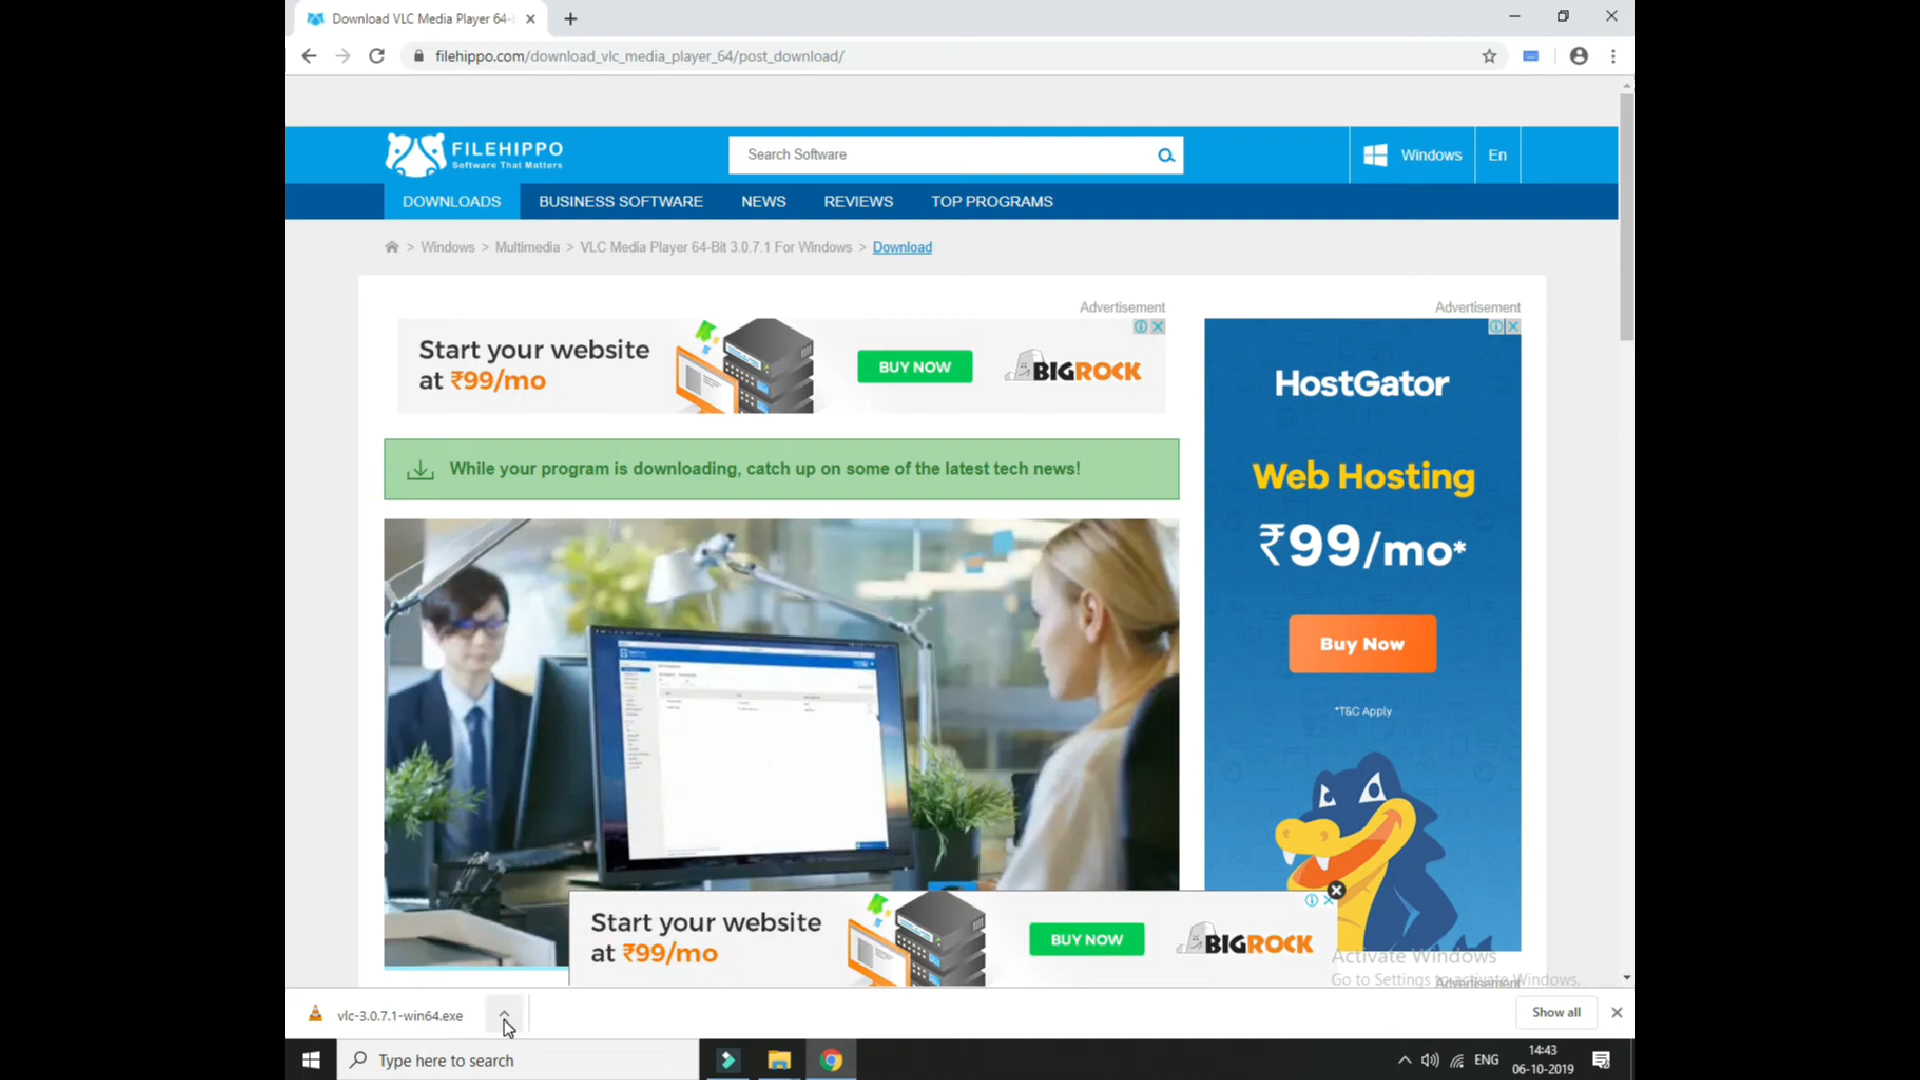 Download VLC Media Player 64-
filehippo.com/download_vlc_media_player_64/post_download/
FILEHIPPO
Software That Matters
Search Software
Windows
En
DOWNLOADS
BUSINESS SOFTWARE
NEWS
REVIEWS
TOP PROGRAMS
> Windows > Multimedia > VLC Media Player 64-Bit 3.0.7.1 For Windows > Download
Advertisement
Advertisement
Start your website
at ₹99/mo
BUY NOW
BIGROCK
HostGator
Web Hosting
₹99/mo*
Buy Now
*T&C Apply
While your program is downloading, catch up on some of the latest tech news!
Start your website
at ₹99/mo
BUY NOW
BIGROCK
Activate Windows
Go to Settings to activate Windows.
Advertisement
vlc-3.0.7.1-win64.exe
Show all
Type here to search
ENG
14:43
06-10-2019